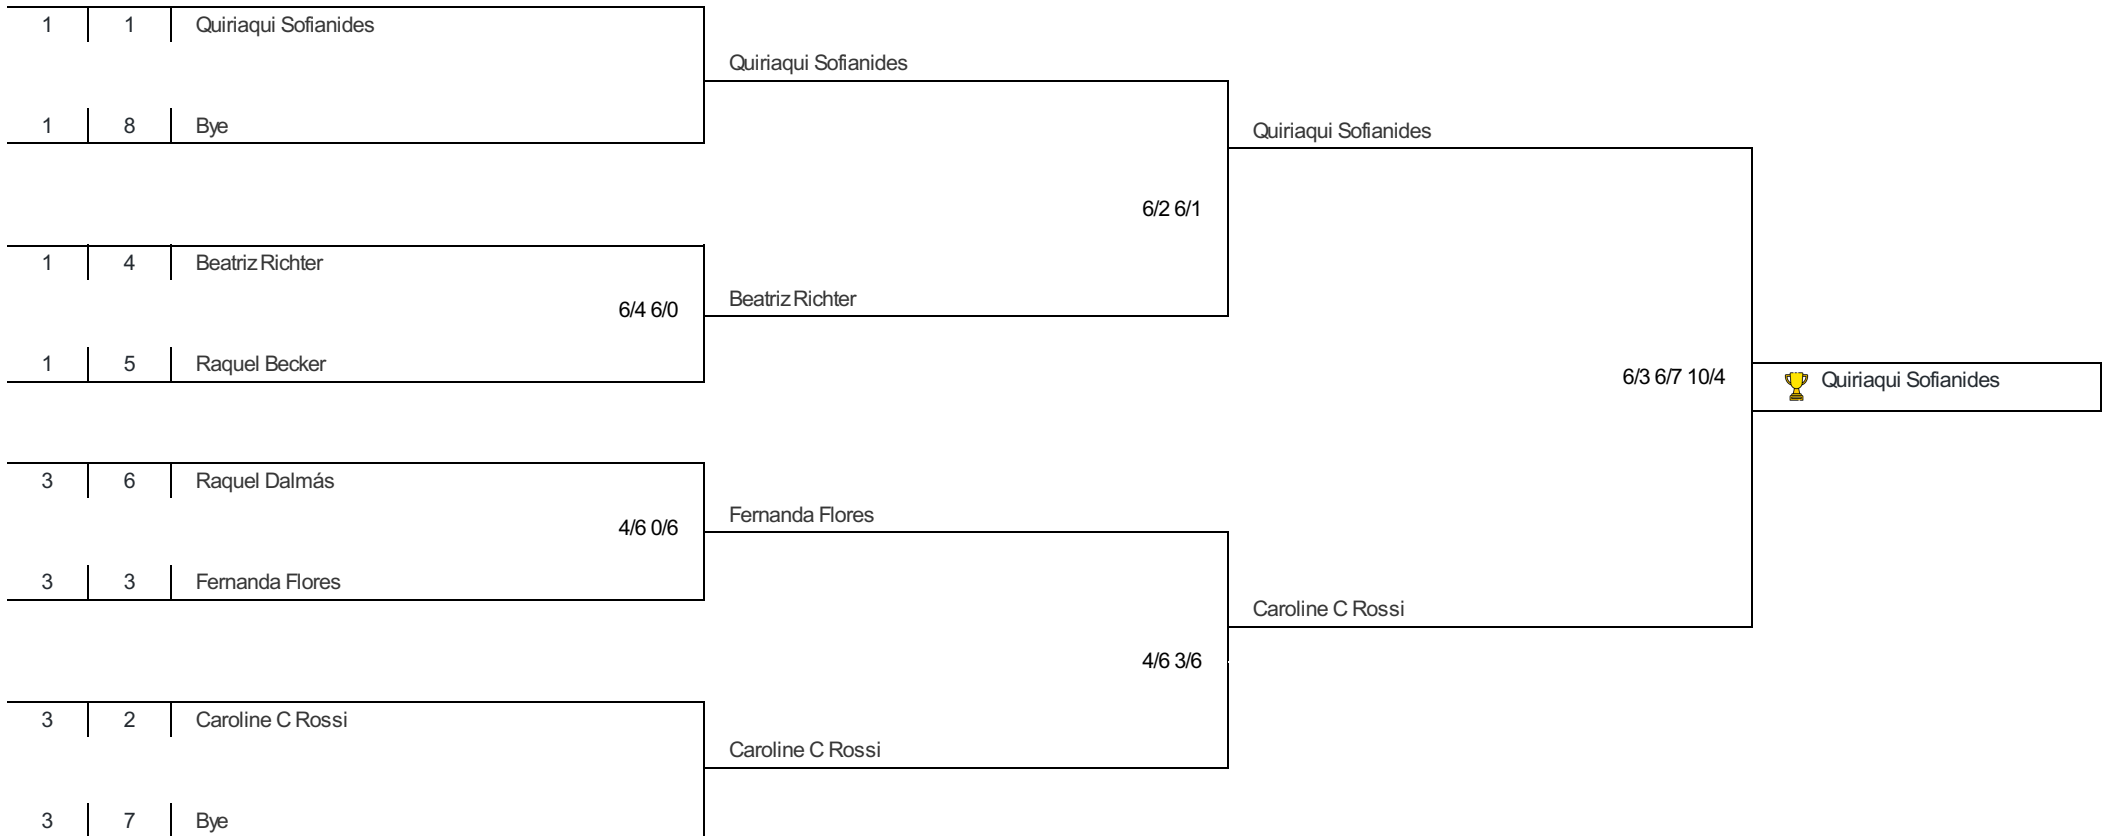 1 1 Quiriaqui Sofianides
Quiriaqui Sofianides
1 8 Bye
Quiriaqui Sofianides
6/2 6/1
1 4 Beatriz Richter
6/4 6/0
Beatriz Richter
1 5 Raquel Becker
6/3 6/7 10/4
Quiriaqui Sofianides
3 6 Raquel Dalmás
4/6 0/6
Fernanda Flores
3 3 Fernanda Flores
Caroline C Rossi
4/6 3/6
3 2 Caroline C Rossi
Caroline C Rossi
3 7 Bye